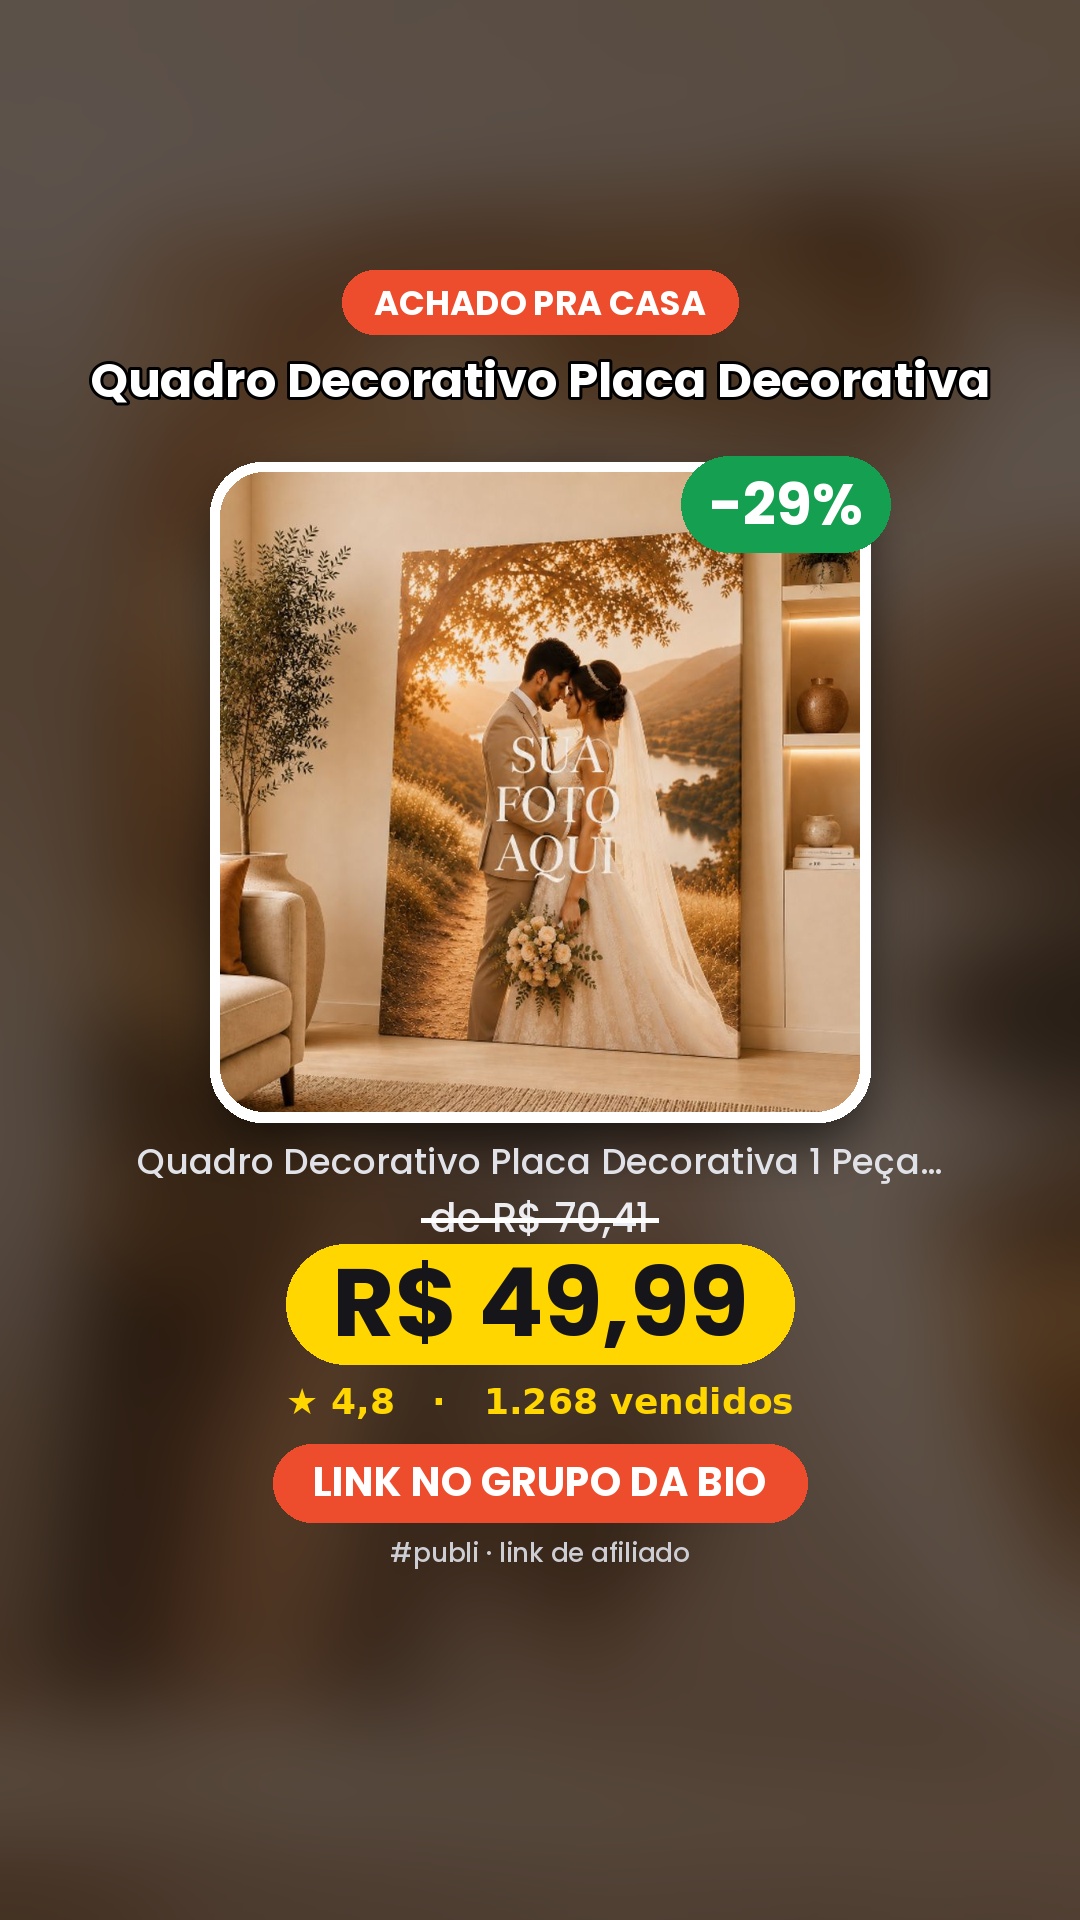 ACHADO PRA CASA
Quadro Decorativo Placa Decorativa
-29%
SUA
FOTO
AQUI
Quadro Decorativo Placa Decorativa 1 Peça...
de R$ 70,41
R$ 49,99
★ 4,8 · 1.268 vendidos
LINK NO GRUPO DA BIO
#publi · link de afiliado